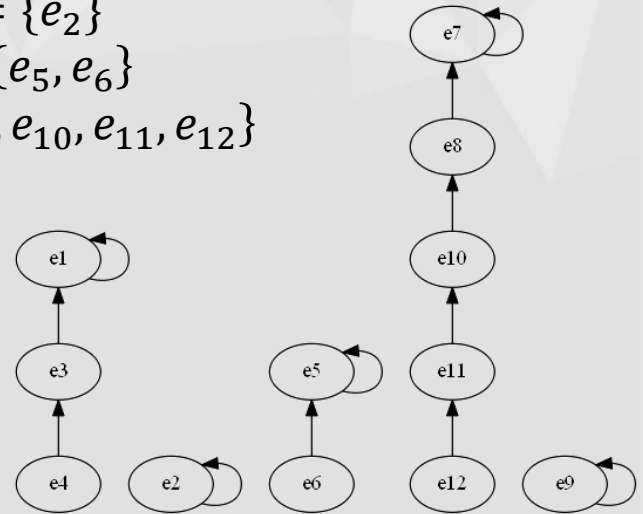 = {e₂}
{e₅, e₆}
, e₁₀, e₁₁, e₁₂}
e7
e8
e1
e10
e3
e5
e11
e4
e2
e6
e12
e9